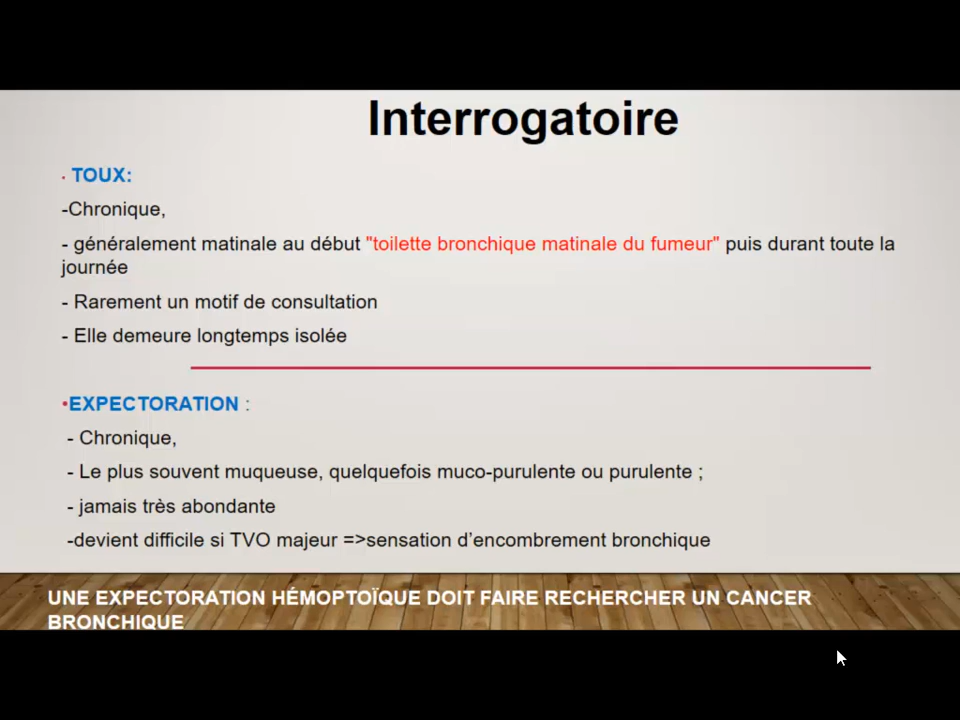 Interrogatoire
· TOUX:
-Chronique,
- généralement matinale au début "toilette bronchique matinale du fumeur" puis durant toute la
journée
- Rarement un motif de consultation
- Elle demeure longtemps isolée
•EXPECTORATION :
- Chronique,
- Le plus souvent muqueuse, quelquefois muco-purulente ou purulente ;
- jamais très abondante
-devient difficile si TVO majeur =>sensation d’encombrement bronchique
UNE EXPECTORATION HÉMOPTOÏQUE DOIT FAIRE RECHERCHER UN CANCER
BRONCHIQUE